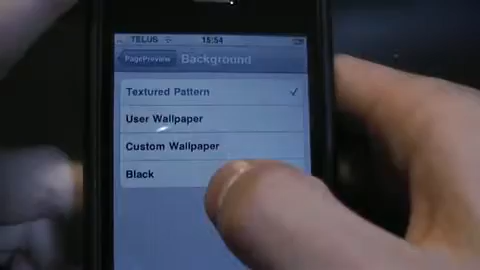 TELUS 15:54
PagePreview Background
Textured Pattern
User Wallpaper
Custom Wallpaper
Black